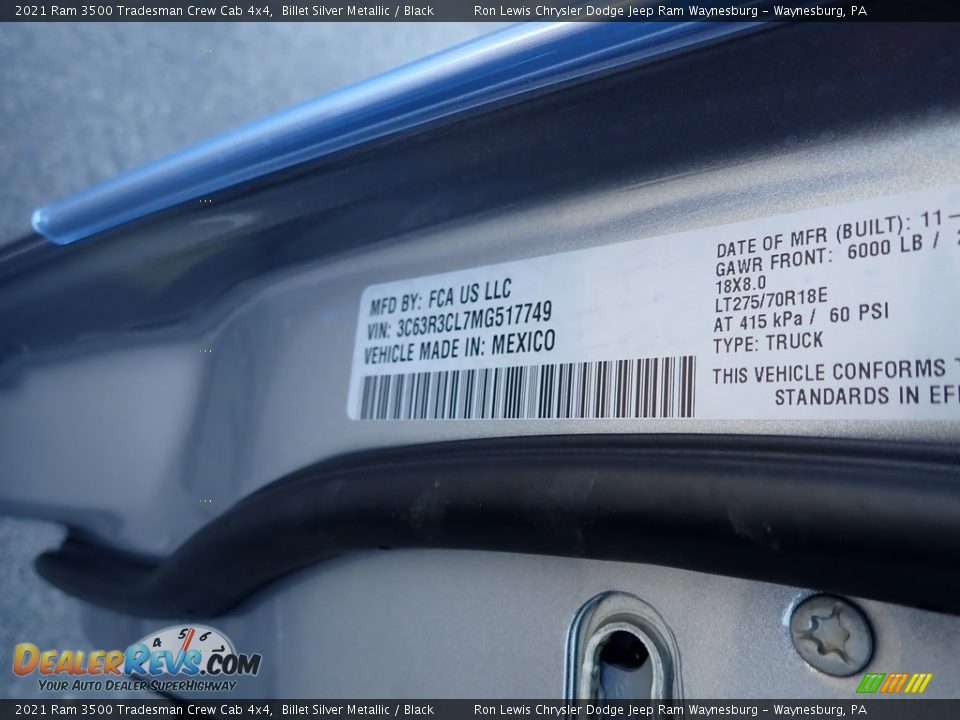 2021 Ram 3500 Tradesman Crew Cab 4x4, Billet Silver Metallic / Black Ron Lewis Chrysler Dodge Jeep Ram Waynesburg - Waynesburg, PA
MFD BY: FCA US LLC
VIN: 3C63R3CL7MG517749
VEHICLE MADE IN: MEXICO
DATE OF MFR (BUILT): 11-
GAWR FRONT: 6000 LB /
18X8.0
LT275/70R18E
AT 415 kPa / 60 PSI
TYPE: TRUCK
THIS VEHICLE CONFORMS
STANDARDS IN
4 5 6
DealerRevs.com
Your Auto Dealer SuperHighway
2021 Ram 3500 Tradesman Crew Cab 4x4, Billet Silver Metallic / Black Ron Lewis Chrysler Dodge Jeep Ram Waynesburg - Waynesburg, PA